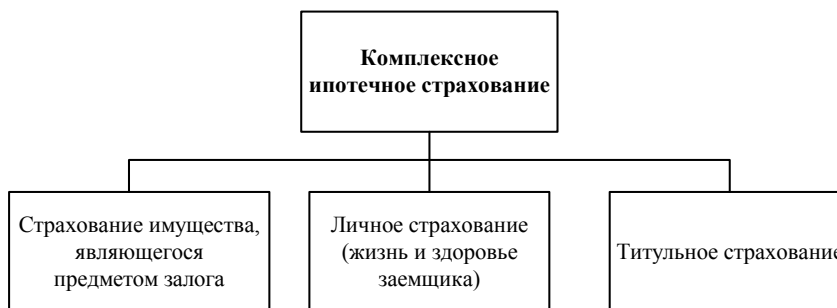 Комплексное
ипотечное страхование
Страхование имущества,
являющегося
предметом залога
Личное страхование
(жизнь и здоровье
заемщика)
Титульное страхование